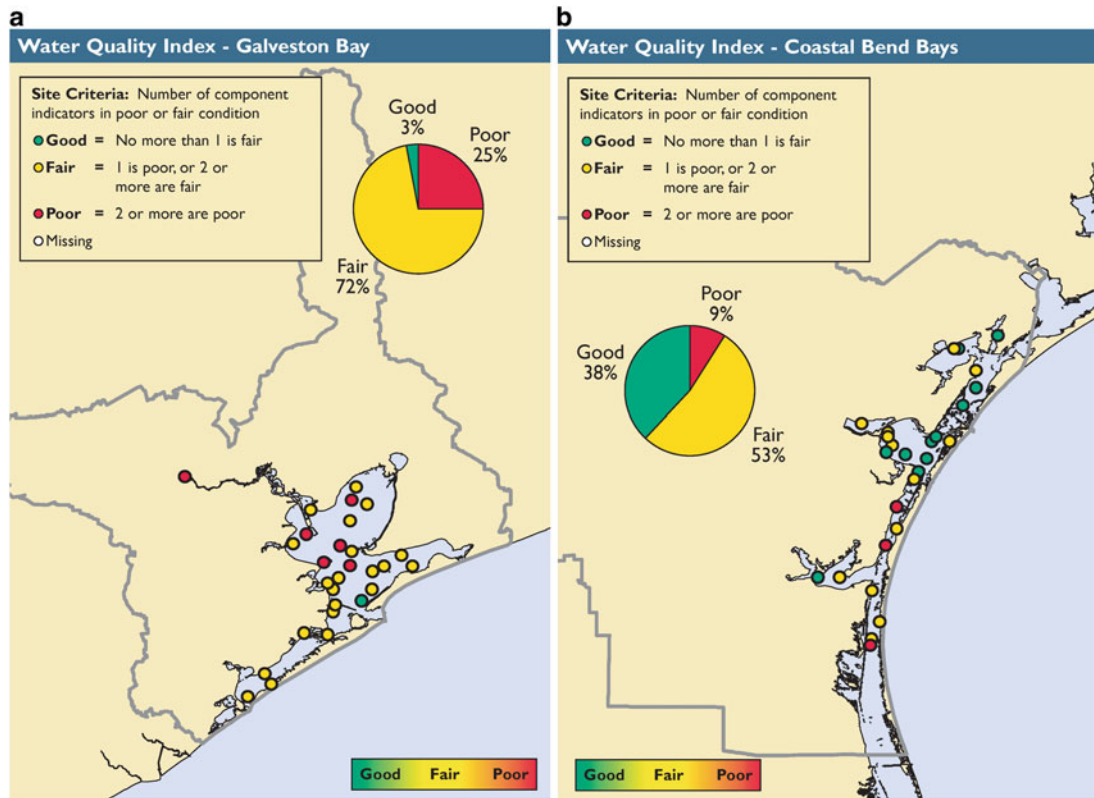 a
Water Quality Index - Galveston Bay
Site Criteria: Number of component
indicators in poor or fair condition
Good = No more than 1 is fair
Fair = 1 is poor, or 2 or
more are fair
Poor = 2 or more are poor
Missing
Good
3%
Poor
25%
Fair
72%
Good Fair Poor
b
Water Quality Index - Coastal Bend Bays
Site Criteria: Number of component
indicators in poor or fair condition
Good = No more than 1 is fair
Fair = 1 is poor, or 2 or
more are fair
Poor = 2 or more are poor
Missing
Poor
9%
Good
38%
Fair
53%
Good Fair Poor